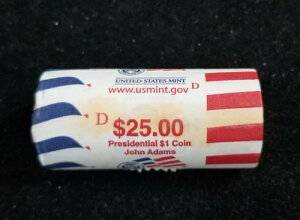 UNITED STATES MINT
www.usmint.gov D
D $25.00
Presidential $1 Coin
John Adams